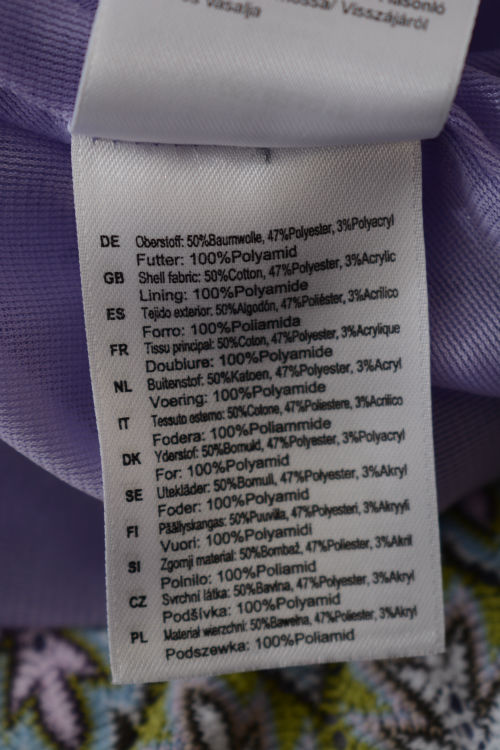 Hasonló
mossa/ Visszájáról
vasalja
DE Oberstoff: 50%Baumwolle, 47%Polyester, 3%Polyacryl
Futter: 100%Polyamid
GB Shell fabric: 50%Cotton, 47%Polyester, 3%Acrylic
Lining: 100%Polyamide
ES Tejido exterior: 50%Algodón, 47%Poliéster, 3%Acrilico
Forro: 100%Poliamida
FR Tissu principal: 50%Coton, 47%Polyester, 3%Acrylique
Doublure: 100%Polyamide
NL Buitenstof: 50%Katoen, 47%Polyester, 3%Acryl
Voering: 100%Polyamide
IT Tessuto esterno: 50%Cotone, 47%Poliestere, 3%Acrilico
Fodera: 100%Poliammide
DK Yderstof: 50%Bomuld, 47%Polyester, 3%Polyacryl
For: 100%Polyamid
SE Utekläder: 50%Bomull, 47%Polyester, 3%Akryl
Foder: 100%Polyamid
FI Päällyskangas: 50%Puuvilla, 47%Polyesteri, 3%Akryyli
Vuori: 100%Polyamidi
SI Zgornji material: 50%Bombaž, 47%Poliester, 3%Akril
Polnilo: 100%Poliamid
CZ Svrchní látka: 50%Bavlna, 47%Polyester, 3%Akryl
Podšívka: 100%Polyamid
PL Materiał wierzchni: 50%Bawełna, 47%Poliester, 3%Akryl
Podszewka: 100%Poliamid